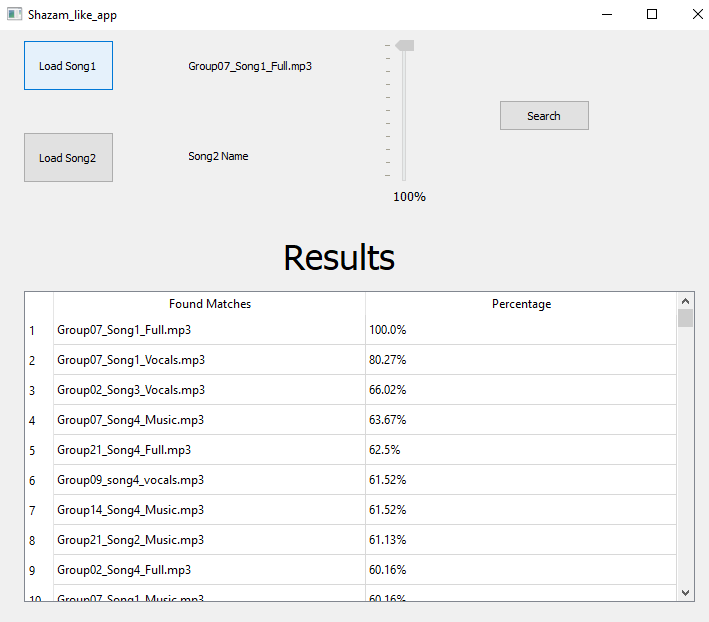 Shazam_like_app
Load Song1 Group07_Song1_Full.mp3
Search
Load Song2 Song2 Name
100%
Results
Found Matches Percentage
1 Group07_Song1_Full.mp3 100.0%
2 Group07_Song1_Vocals.mp3 80.27%
3 Group02_Song3_Vocals.mp3 66.02%
4 Group07_Song4_Music.mp3 63.67%
5 Group21_Song4_Full.mp3 62.5%
6 Group09_song4_vocals.mp3 61.52%
7 Group14_Song4_Music.mp3 61.52%
8 Group21_Song2_Music.mp3 61.13%
9 Group02_Song4_Full.mp3 60.16%
10 Group07_Song1_Music.mp3 60.16%